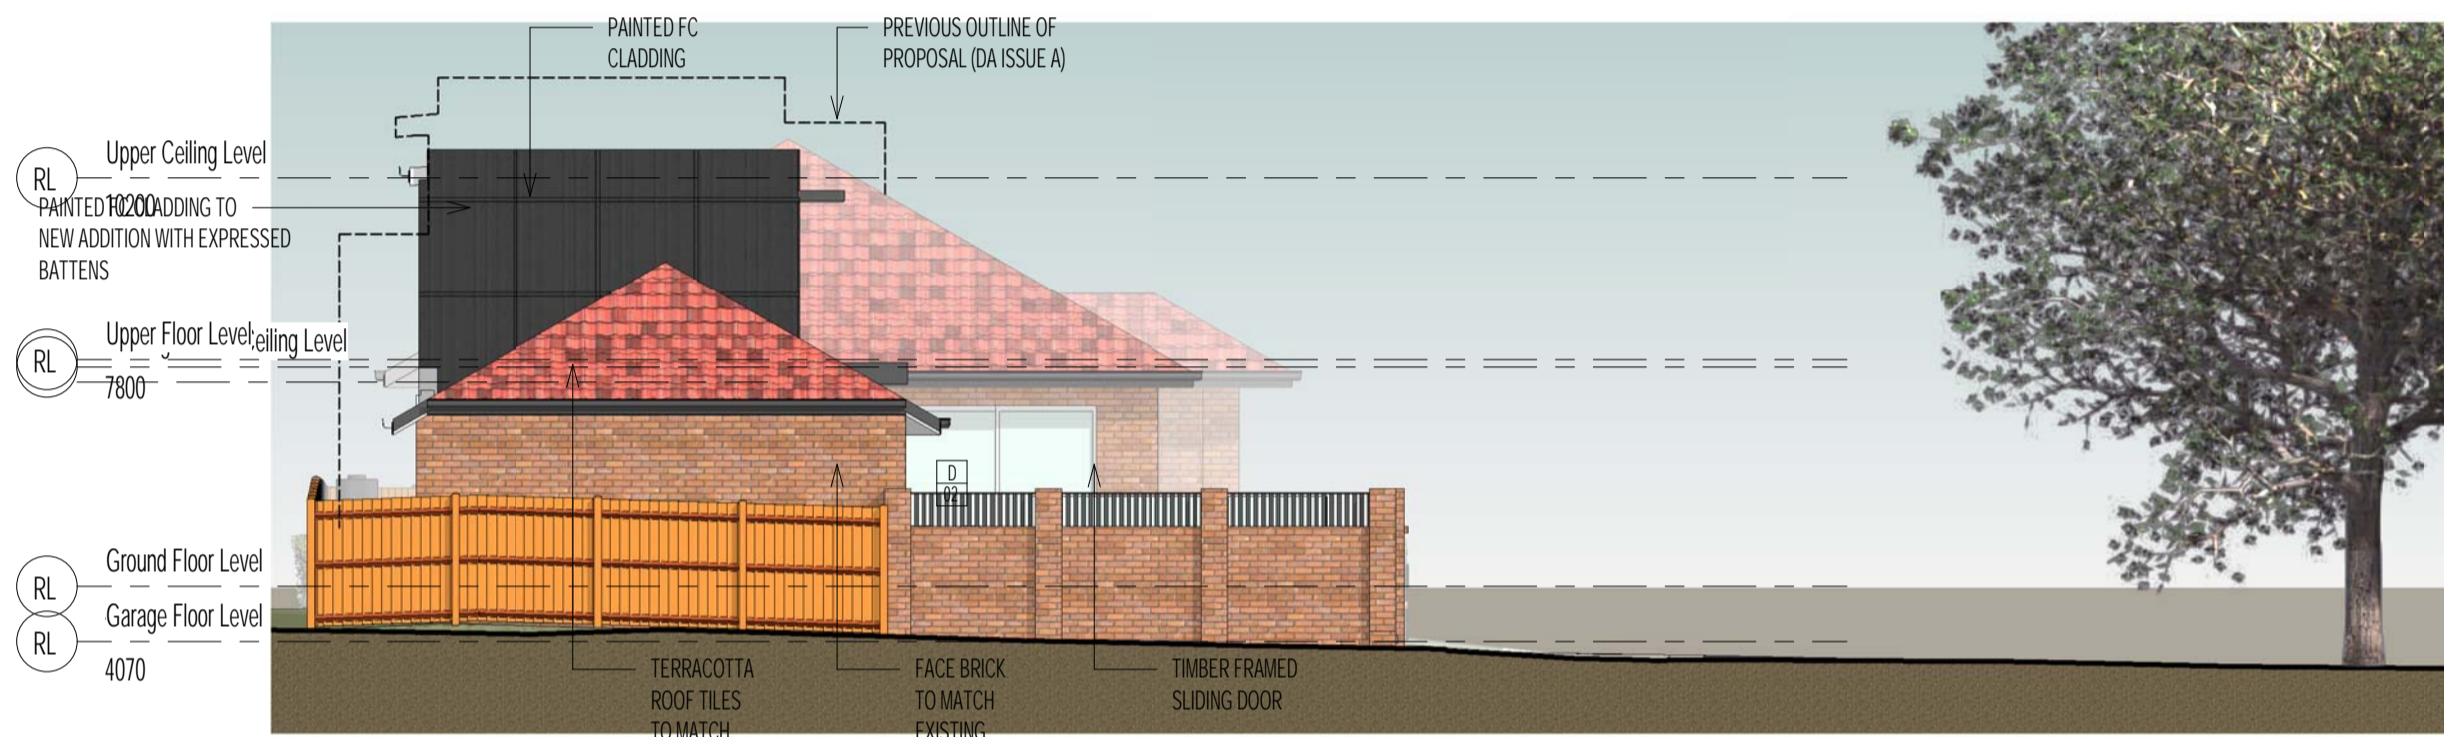 PAINTED FC
CLADDING
PREVIOUS OUTLINE OF
PROPOSAL (DA ISSUE A)
RL
Upper Ceiling Level
10200
PAINTED FC CLADDING TO
NEW ADDITION WITH EXPRESSED
BATTENS
RL
Upper Floor Level
Ceiling Level
7800
D
02
RL
Ground Floor Level
RL
Garage Floor Level
4070
TERRACOTTA
ROOF TILES
TO MATCH
FACE BRICK
TO MATCH
EXISTING
TIMBER FRAMED
SLIDING DOOR